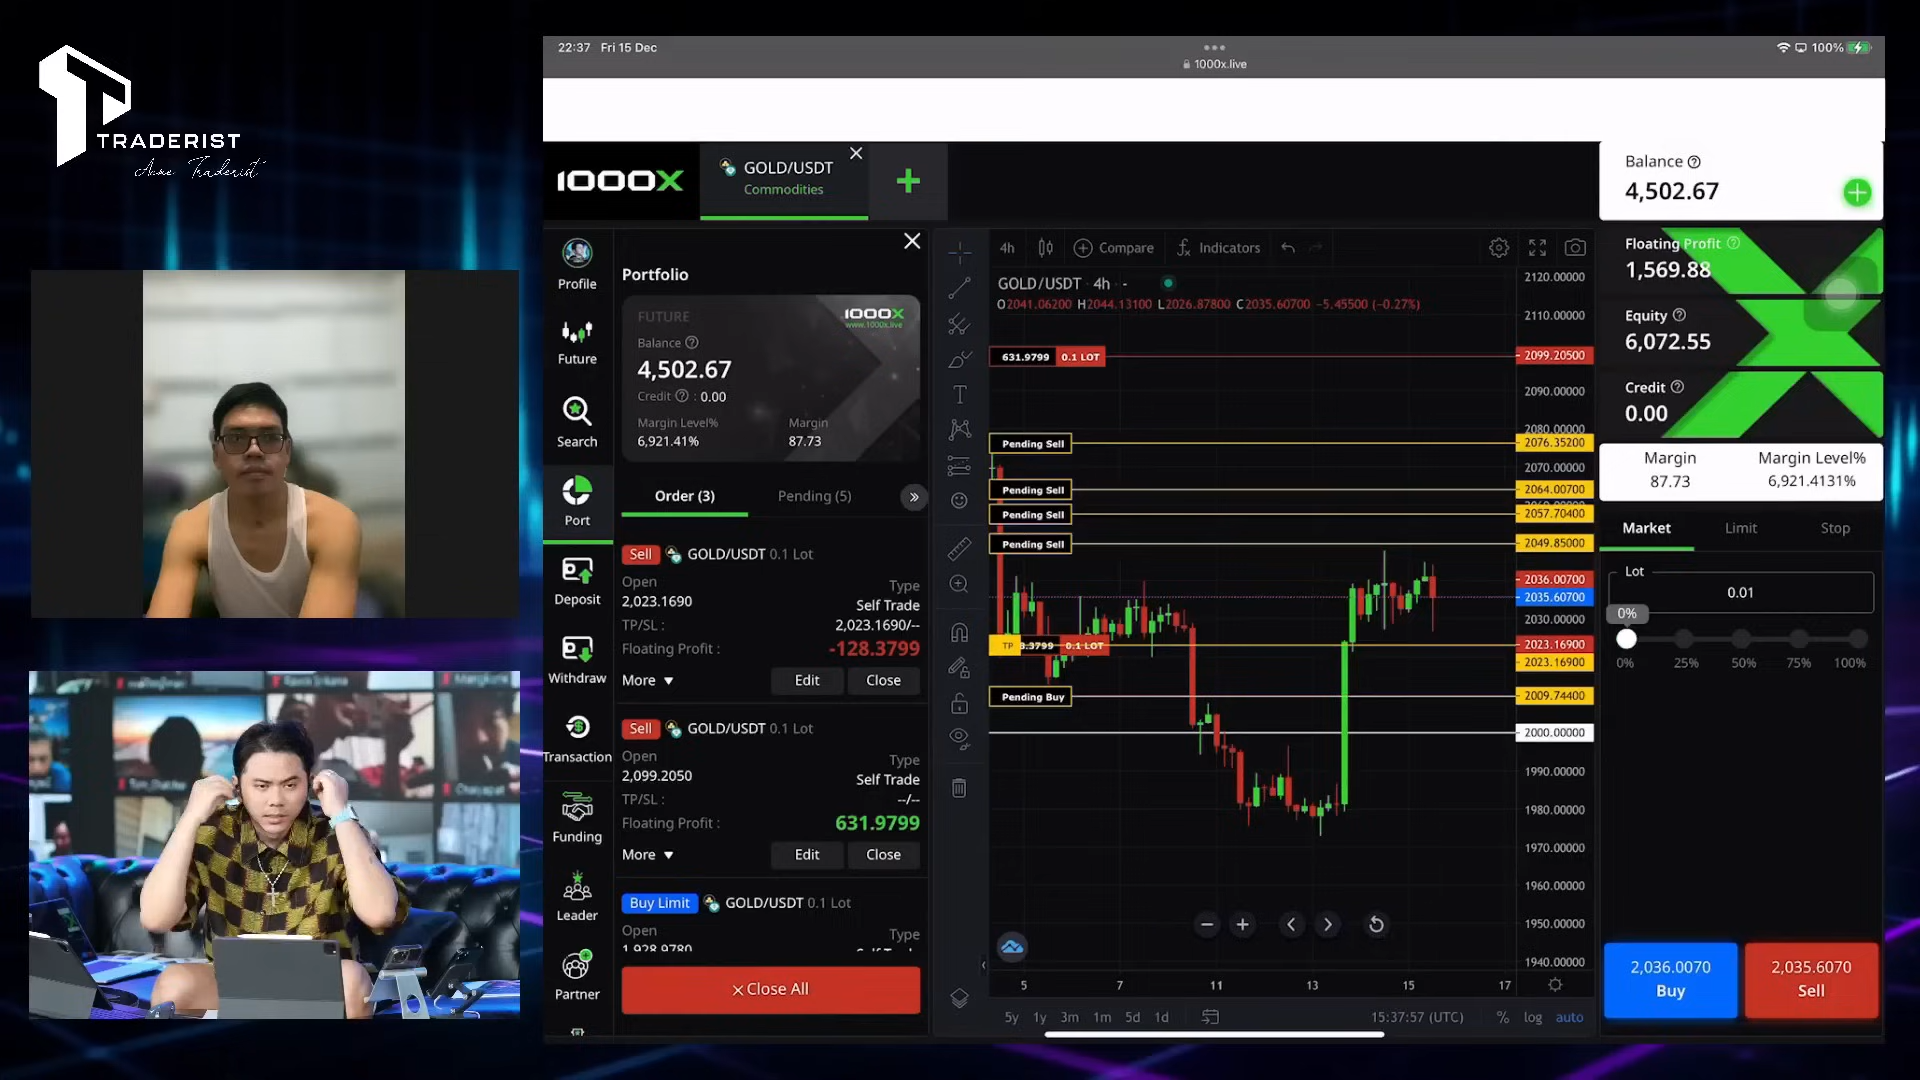 TRADERIST
Acme Traderist
22:37 Fri 15 Dec
1000x.live
100%
1000X
GOLD/USDT
Commodities
Balance
4,502.67
Floating Profit
1,569.88
Equity
6,072.55
Credit
0.00
Margin
87.73
Margin Level%
6,921.4131%
Market
Limit
Stop
Lot
0.01
0%
0% 25% 50% 75% 100%
2,036.0070
Buy
2,035.6070
Sell
Profile
Future
Search
Port
Deposit
Withdraw
Transaction
Funding
Leader
Partner
Portfolio
FUTURE
1000X
www.1000x.live
Balance
4,502.67
Credit : 0.00
Margin Level%
6,921.41%
Margin
87.73
Order (3)
Pending (5)
Sell GOLD/USDT 0.1 Lot
Open
2,023.1690
Type
Self Trade
TP/SL :
2,023.1690/--
Floating Profit :
-128.3799
More
Edit
Close
Sell GOLD/USDT 0.1 Lot
Open
2,099.2050
Type
Self Trade
TP/SL :
--/--
Floating Profit :
631.9799
More
Edit
Close
Buy Limit GOLD/USDT 0.1 Lot
Open
Type
1,928.9780
Close All
4h
Compare
Indicators
GOLD/USDT · 4h · -
O2041.06200 H2044.13100 L2026.87800 C2035.60700 -5.45500 (-0.27%)
631.9799 0.1 LOT
Pending Sell
Pending Sell
Pending Sell
Pending Sell
TP 3.3799 0.1 LOT
Pending Buy
2120.00000
2110.00000
2099.20500
2090.00000
2080.00000
2076.35200
2070.00000
2064.00700
2057.70400
2049.85000
2036.00700
2035.60700
2030.00000
2023.16900
2023.16900
2009.74400
2000.00000
1990.00000
1980.00000
1970.00000
1960.00000
1950.00000
1940.00000
5 7 11 13 15 17
5y 1y 3m 1m 5d 1d
15:37:57 (UTC)
% log auto